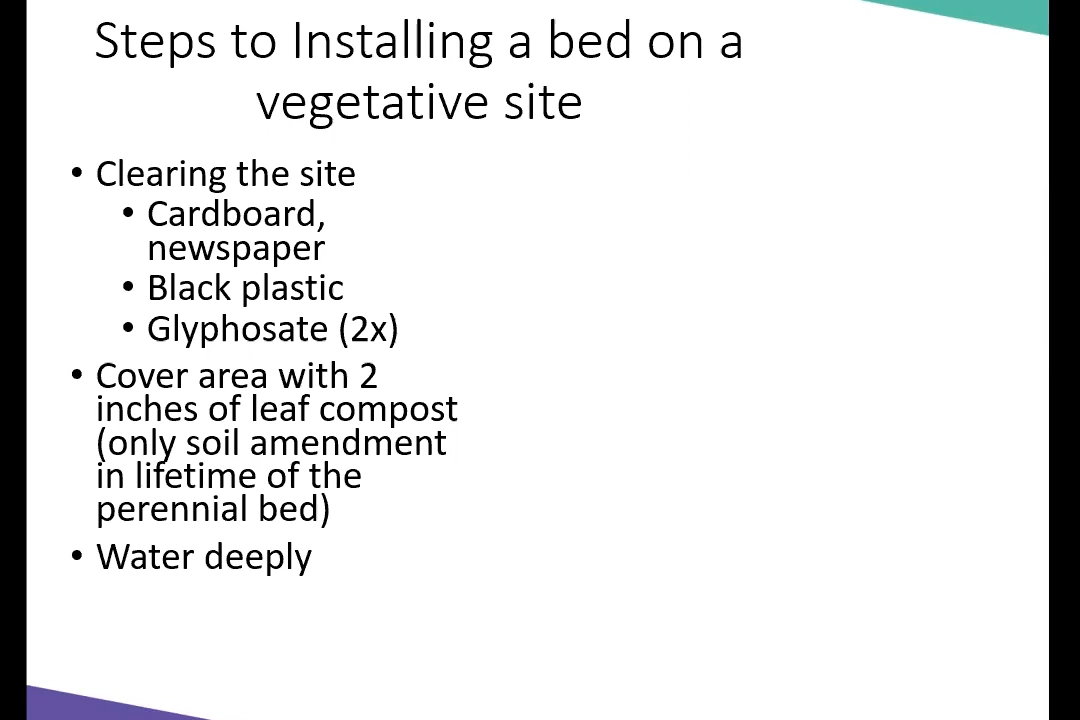 Steps to Installing a bed on a
vegetative site
• Clearing the site
• Cardboard,
newspaper
• Black plastic
• Glyphosate (2x)
• Cover area with 2
inches of leaf compost
(only soil amendment
in lifetime of the
perennial bed)
• Water deeply